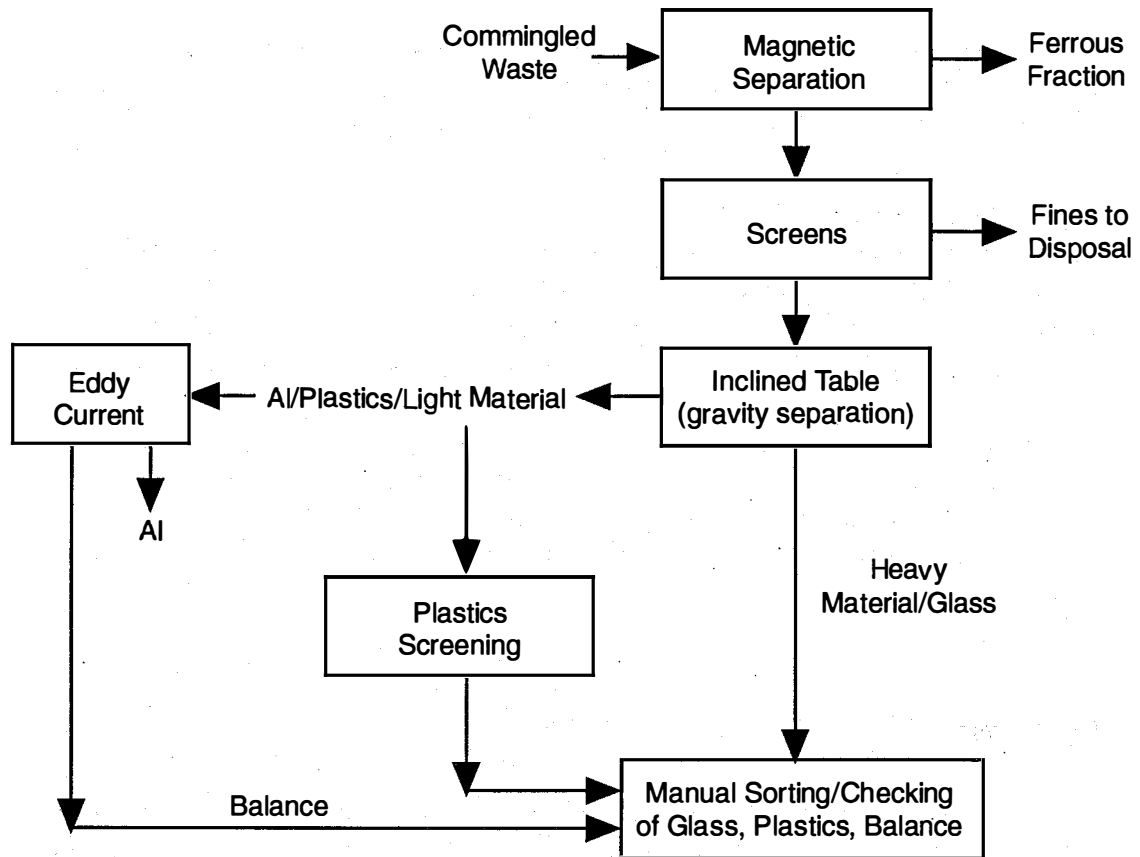 Commingled
Waste
Magnetic
Separation
Ferrous
Fraction
Screens
Fines to
Disposal
Inclined Table
(gravity separation)
Al/Plastics/Light Material
Eddy
Current
Al
Plastics
Screening
Heavy
Material/Glass
Balance
Manual Sorting/Checking
of Glass, Plastics, Balance